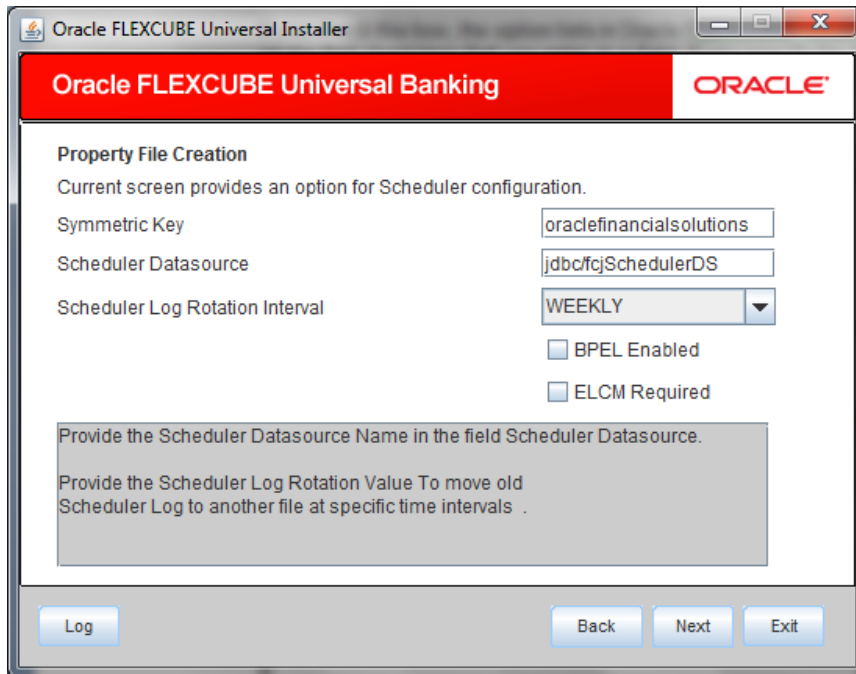 Oracle FLEXCUBE Universal Installer
Oracle FLEXCUBE Universal Banking
ORACLE
Property File Creation
Current screen provides an option for Scheduler configuration.
Symmetric Key
oraclefinancialsolutions
Scheduler Datasource
jdbc/fcjSchedulerDS
Scheduler Log Rotation Interval
WEEKLY
BPEL Enabled
ELCM Required
Provide the Scheduler Datasource Name in the field Scheduler Datasource.
Provide the Scheduler Log Rotation Value To move old
Scheduler Log to another file at specific time intervals .
Log
Back
Next
Exit